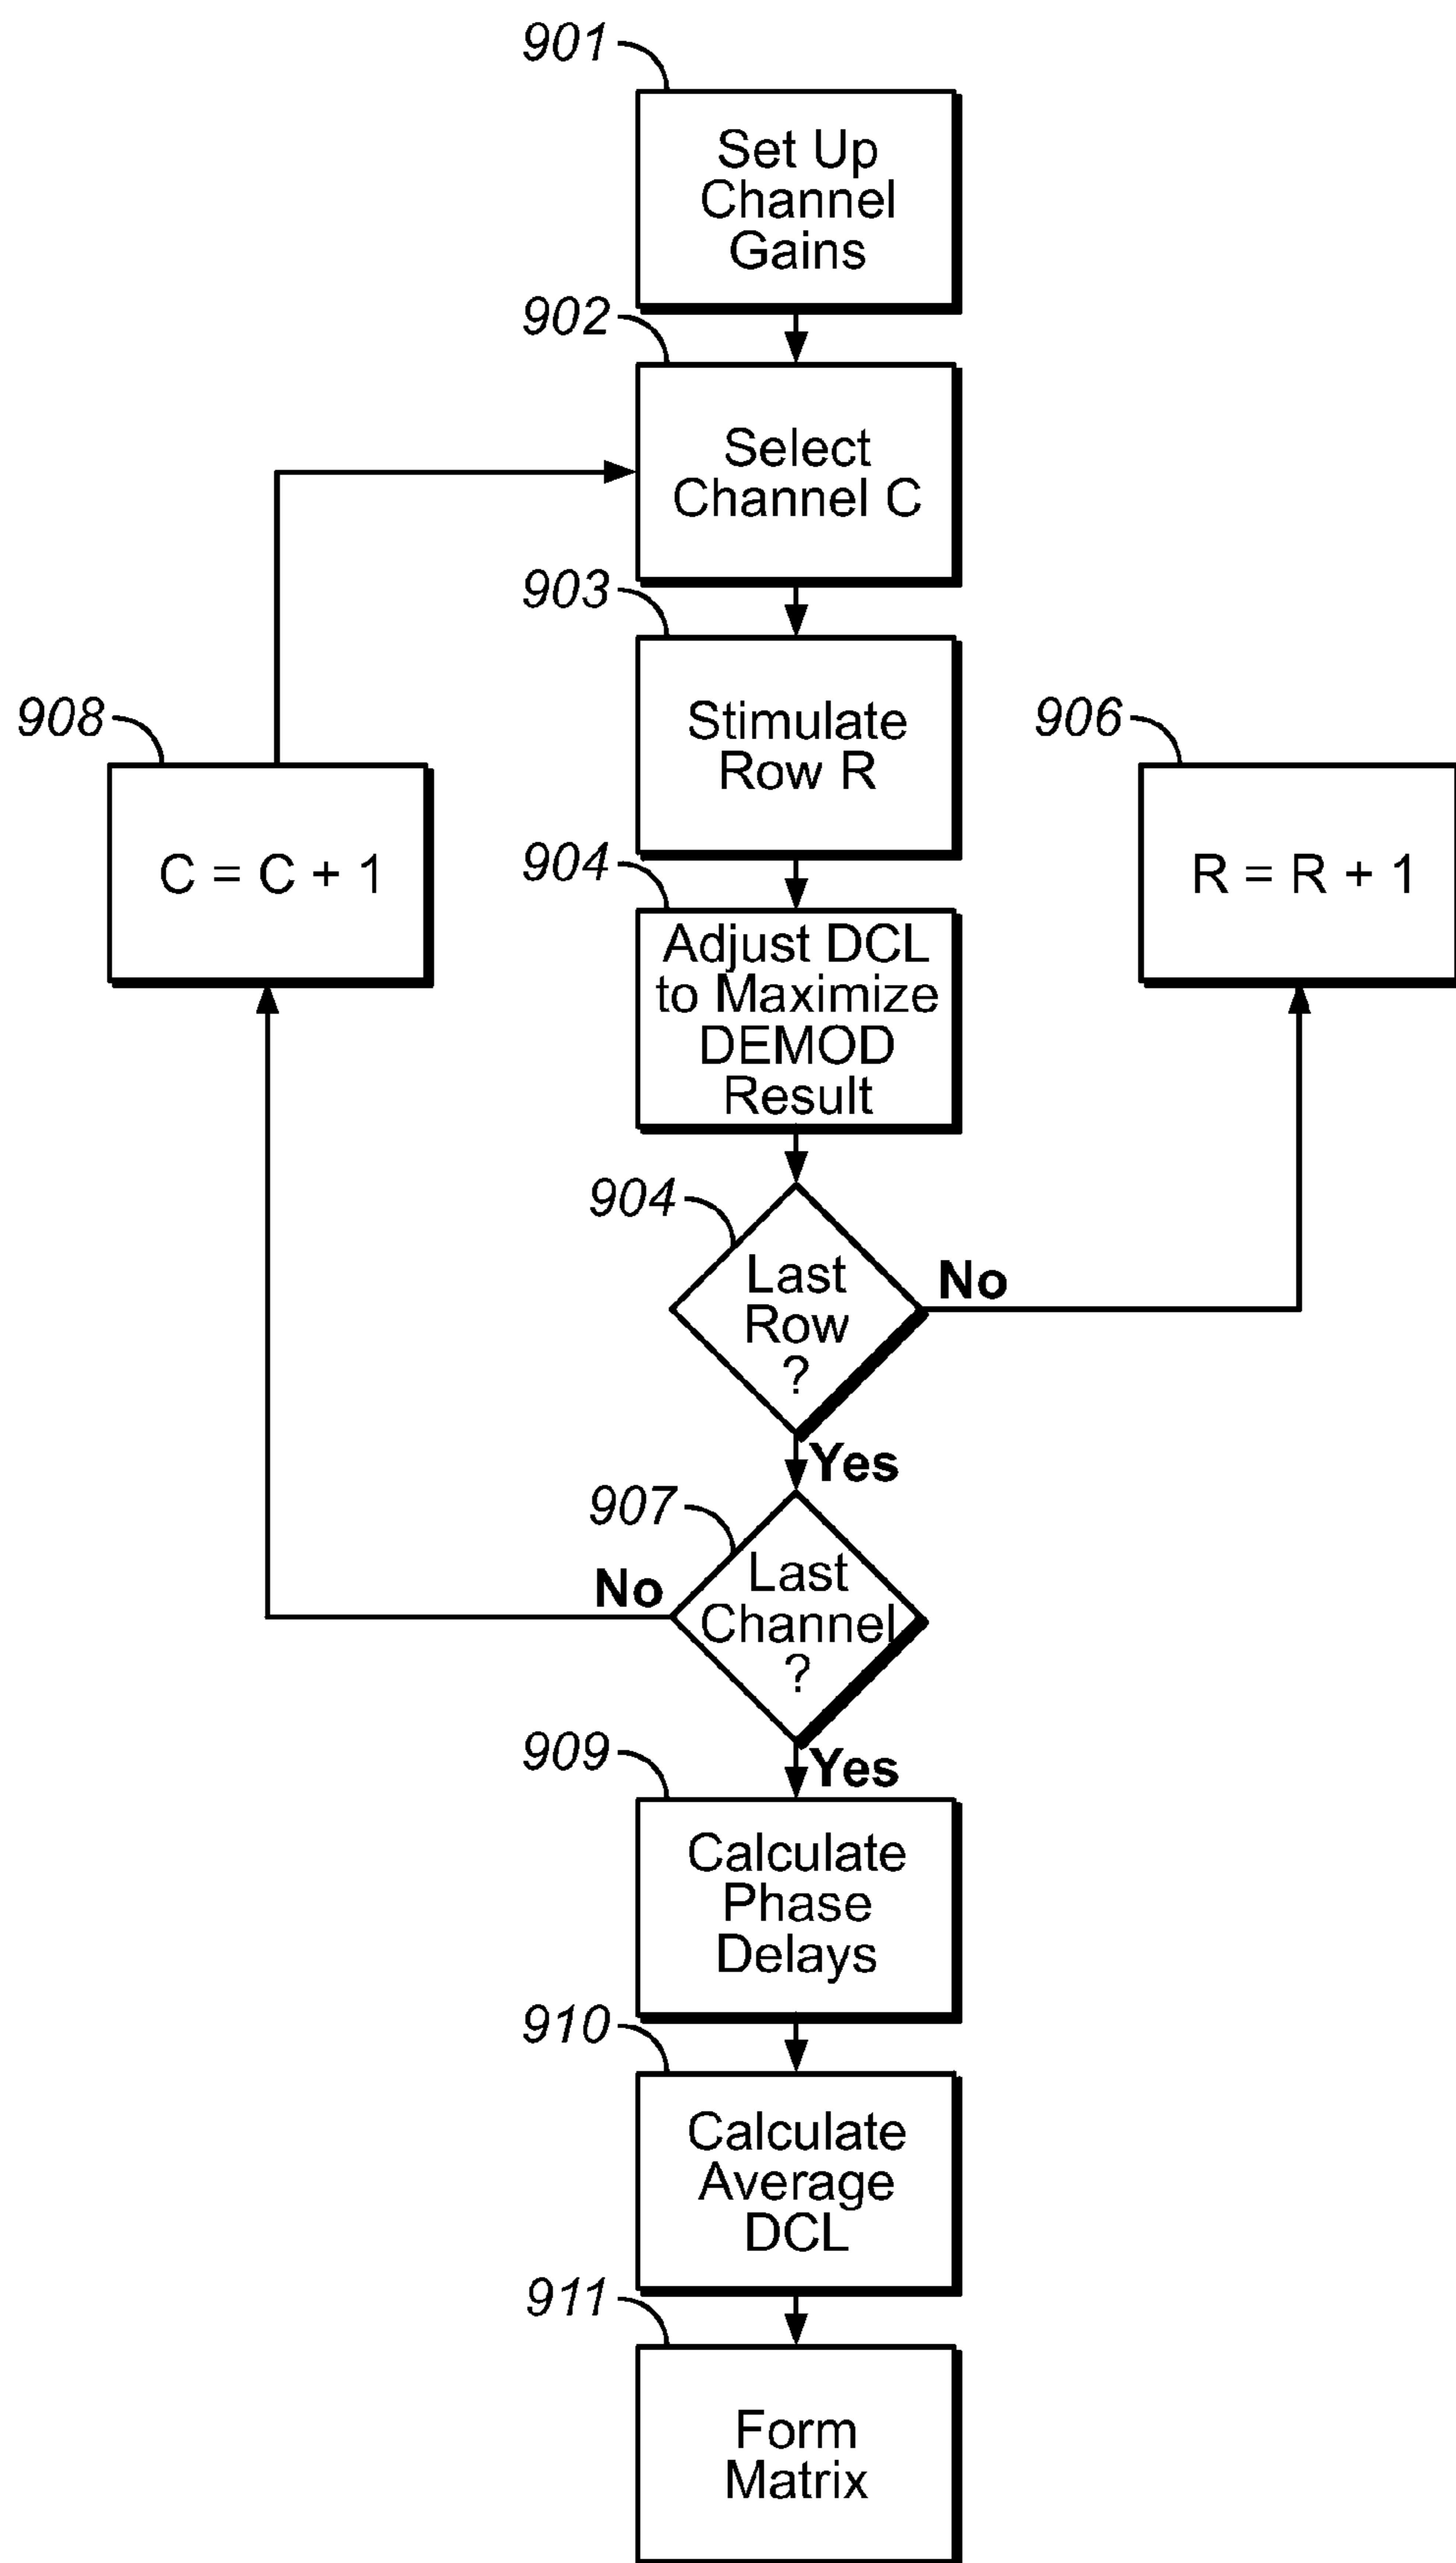 901
Set Up
Channel
Gains
902
Select
Channel C
903
Stimulate
Row R
908
C = C + 1
906
R = R + 1
904
Adjust DCL
to Maximize
DEMOD
Result
904
Last
Row
?
No
Yes
907
Last
Channel
?
No
Yes
909
Calculate
Phase
Delays
910
Calculate
Average
DCL
911
Form
Matrix